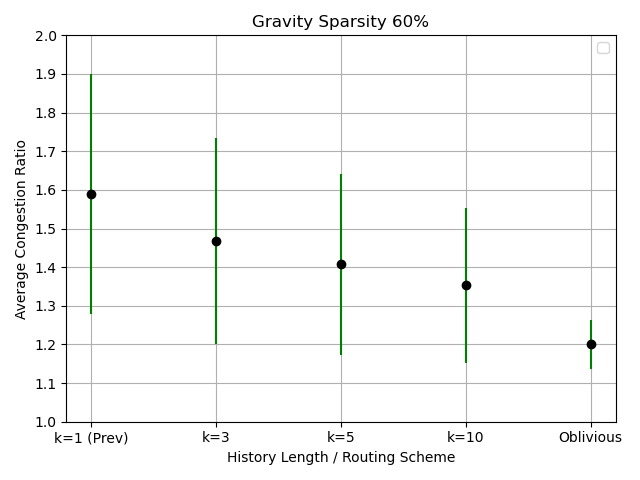 Gravity Sparsity 60%
2.0
1.9
1.8
1.7
1.6
1.5
1.4
1.3
1.2
1.1
1.0
Average Congestion Ratio
k=1 (Prev)
k=3
k=5
k=10
Oblivious
History Length / Routing Scheme